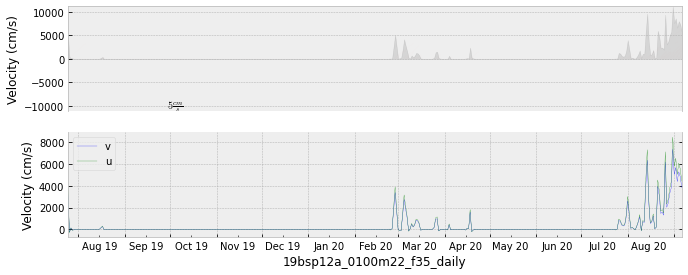 10000
5000
0
−5000
−10000
Velocity (cm/s)
5 cm/s
8000
6000
4000
2000
0
Velocity (cm/s)
v
u
Aug 19 Sep 19 Oct 19 Nov 19 Dec 19 Jan 20 Feb 20 Mar 20 Apr 20 May 20 Jun 20 Jul 20 Aug 20
19bsp12a_0100m22_f35_daily